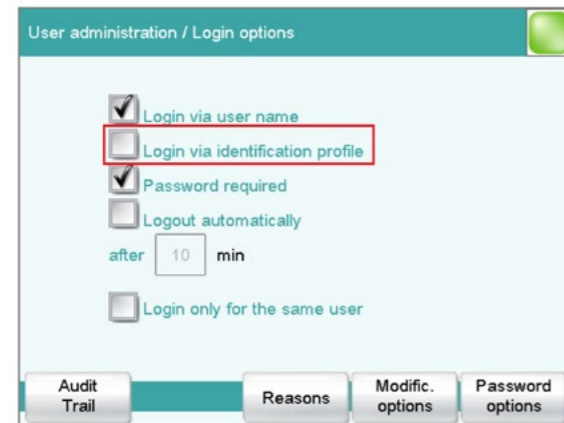 User administration / Login options
Login via user name
Login via identification profile
Password required
Logout automatically
after 10 min
Login only for the same user
Audit Trail
Reasons
Modific. options
Password options